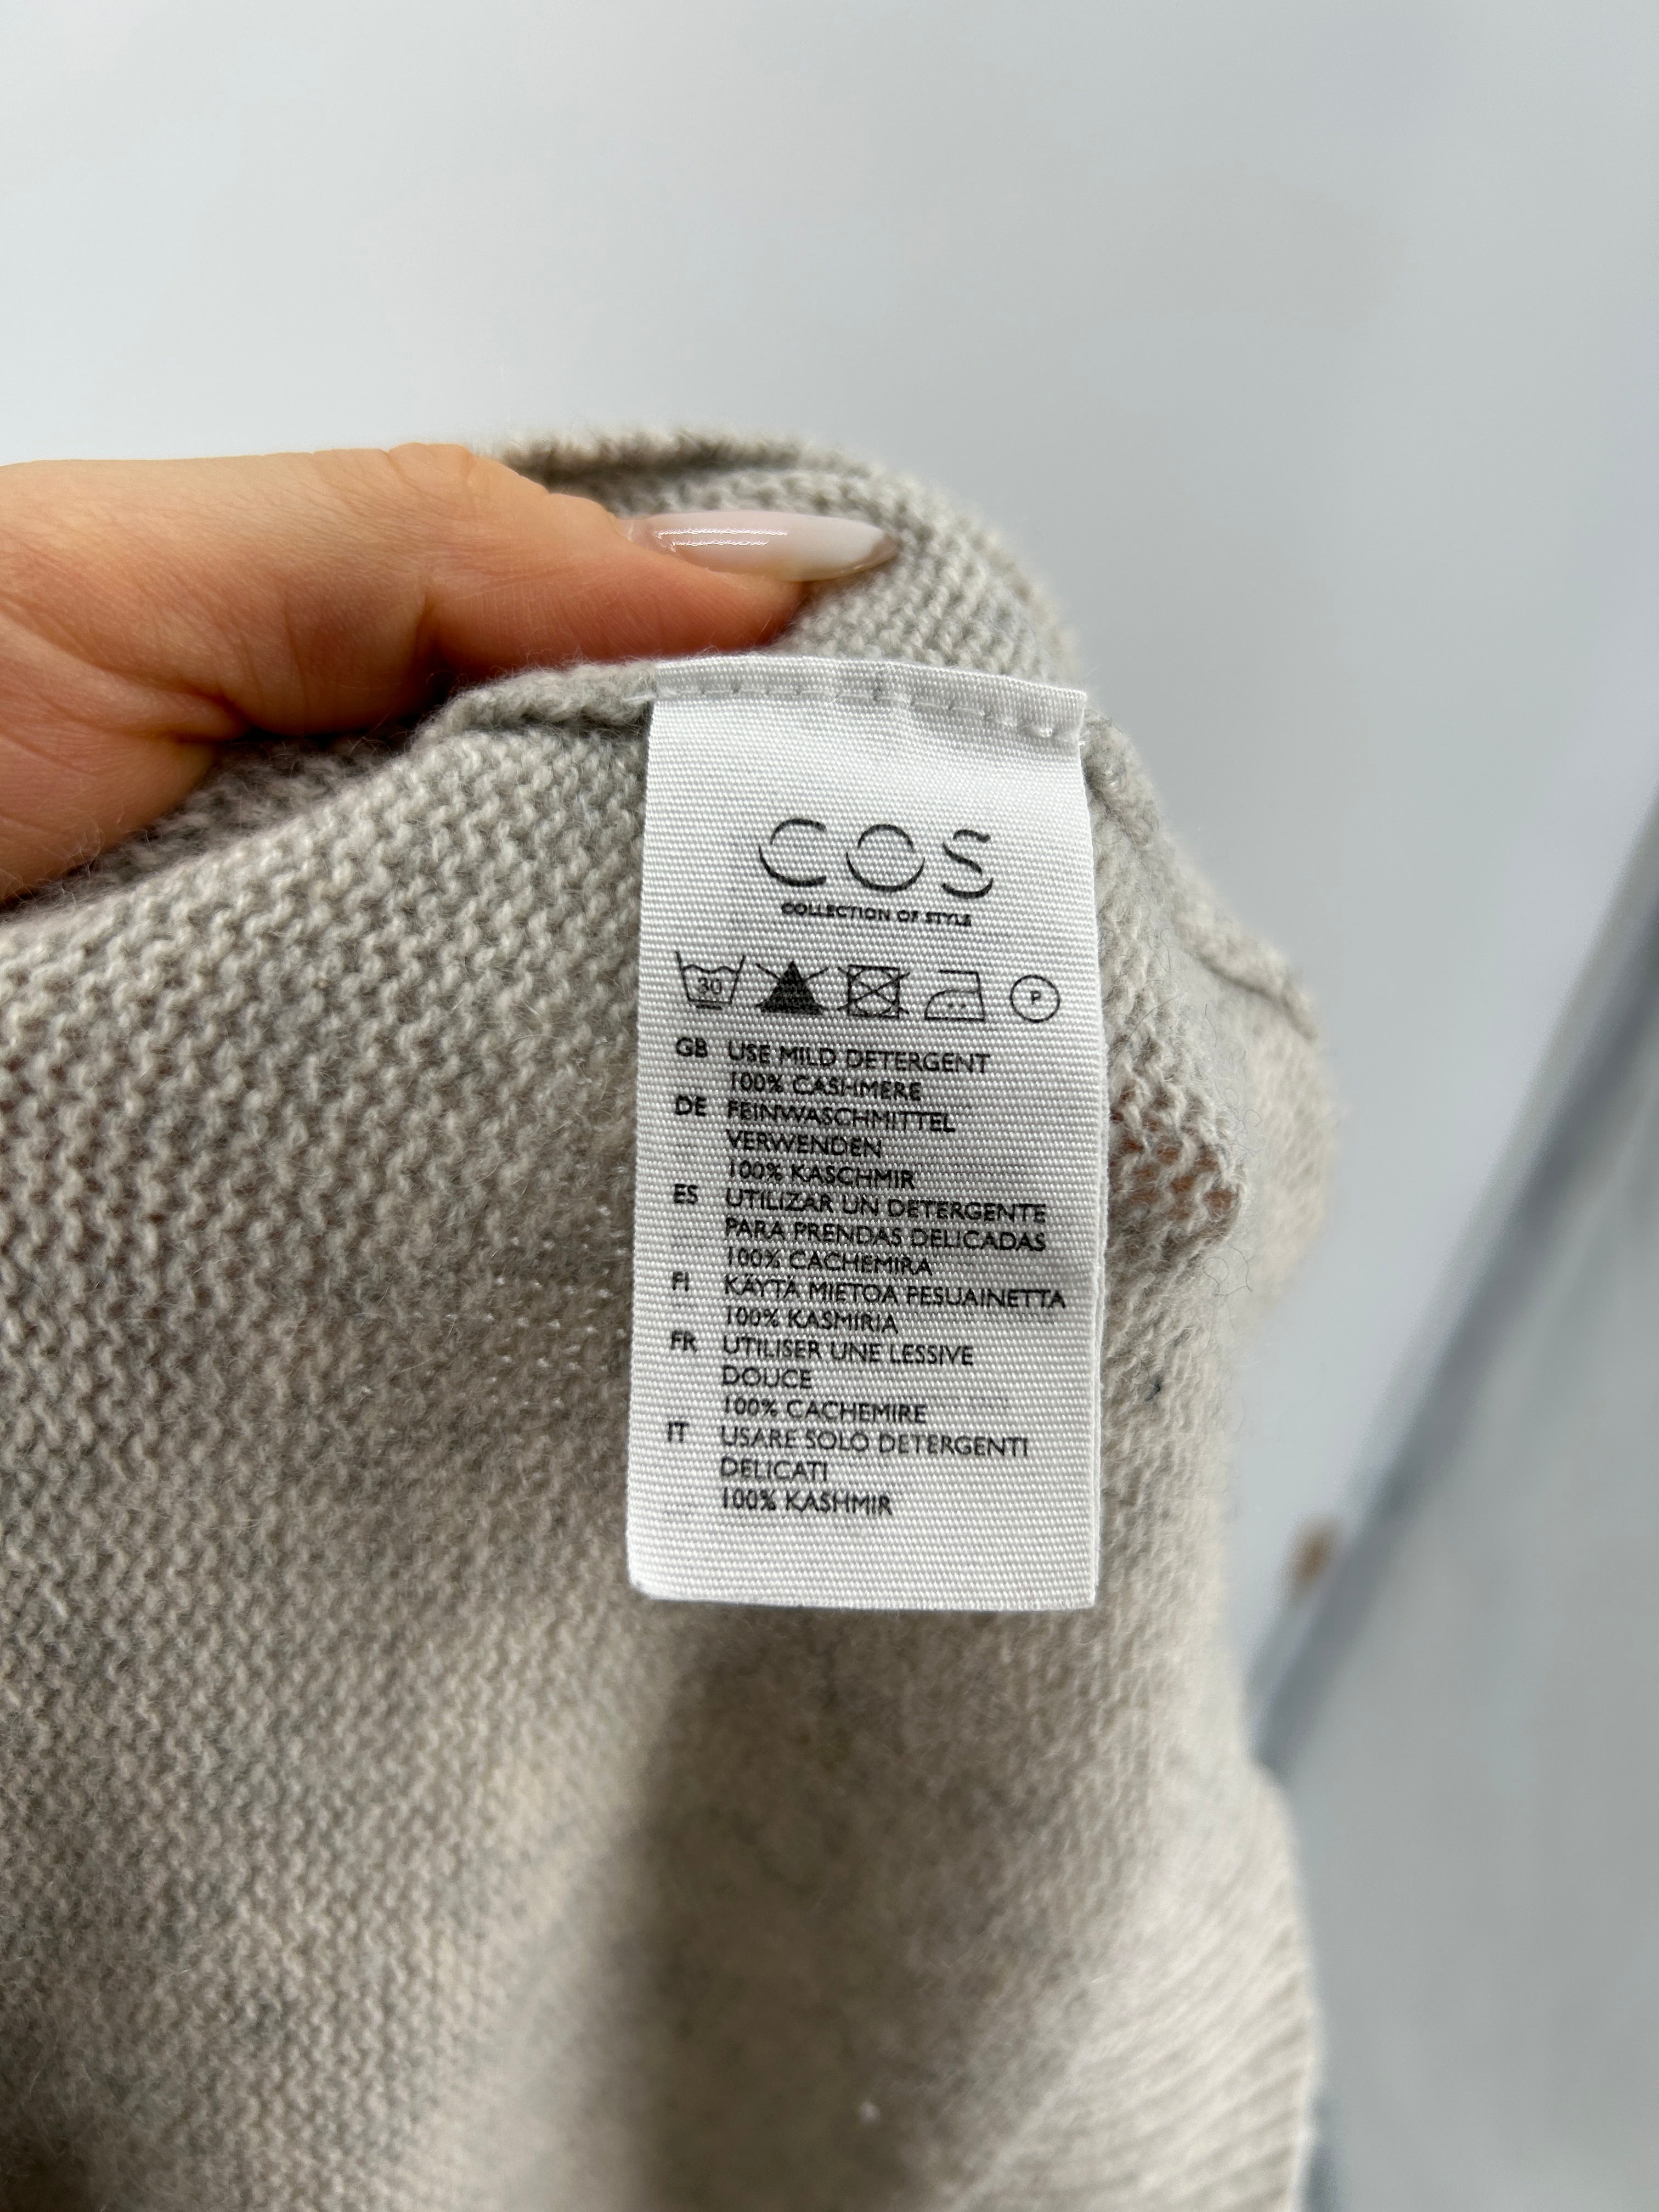 COS
COLLECTION OF STYLE
30 P
GB USE MILD DETERGENT
100% CASHMERE
DE FEINWASCHMITTEL
VERWENDEN
100% KASCHMIR
ES UTILIZAR UN DETERGENTE
PARA PRENDAS DELICADAS
100% CACHEMIRA
FI KÄYTÄ MIETOA PESUAINETTA
100% KASMIRIA
FR UTILISER UNE LESSIVE
DOUCE
100% CACHEMIRE
IT USARE SOLO DETERGENTI
DELICATI
100% KASHMIR